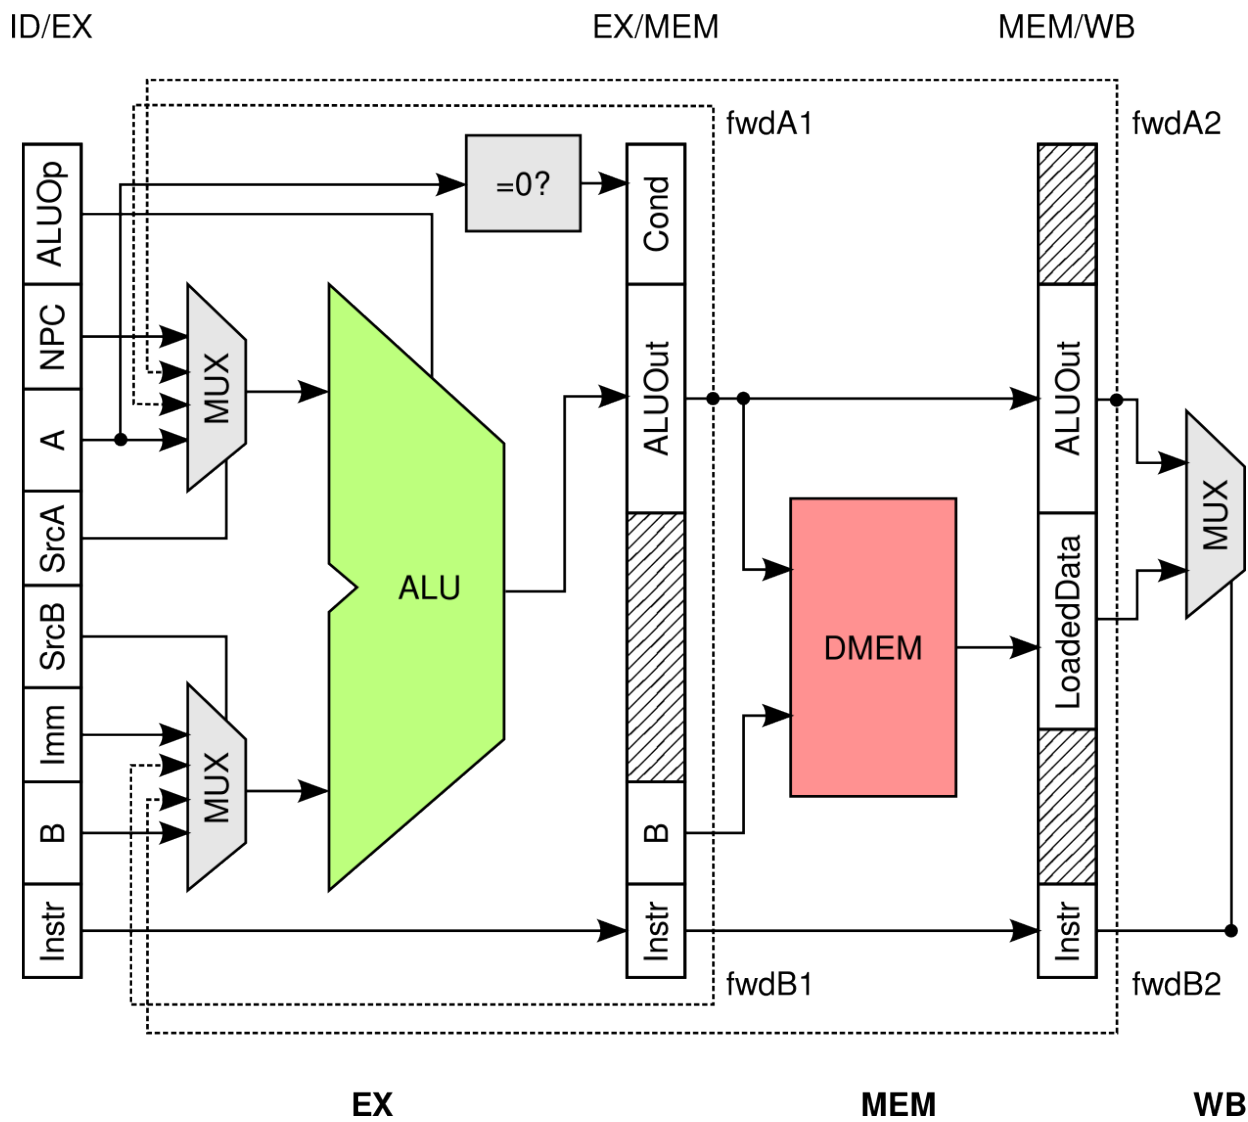 ID/EX
EX/MEM
MEM/WB
fwdA1
fwdA2
ALUOp
NPC
A
SrcA
SrcB
Imm
B
Instr
MUX
MUX
=0?
ALU
Cond
ALUOut
B
Instr
DMEM
ALUOut
LoadedData
Instr
MUX
fwdB1
fwdB2
EX
MEM
WB